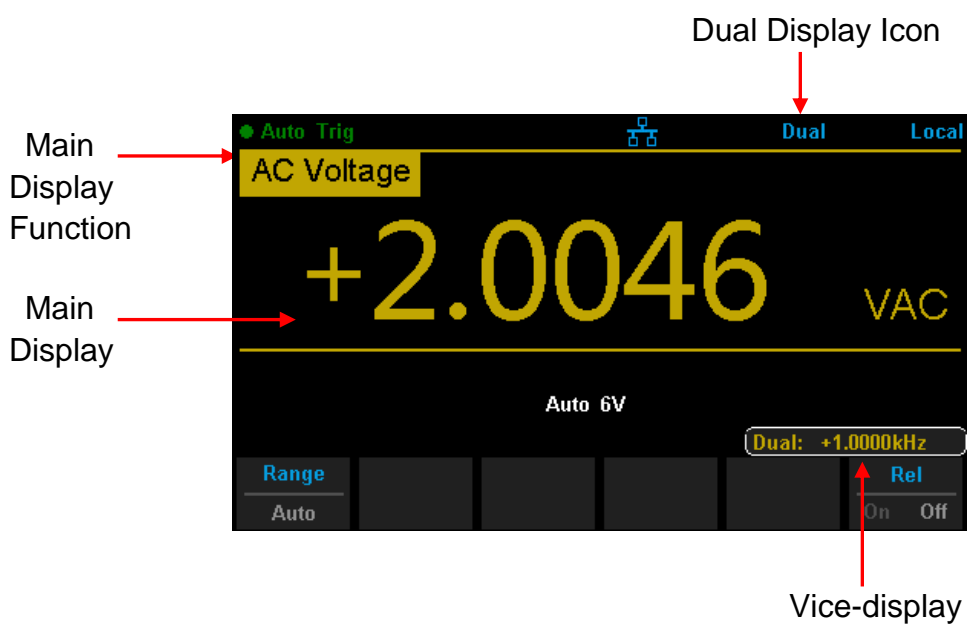 Dual Display Icon
Main
Display
Function
Auto Trig
Dual
Local
AC Voltage
+2.0046
VAC
Main
Display
Auto 6V
Dual: +1.0000kHz
Range
Auto
Rel
On Off
Vice-display